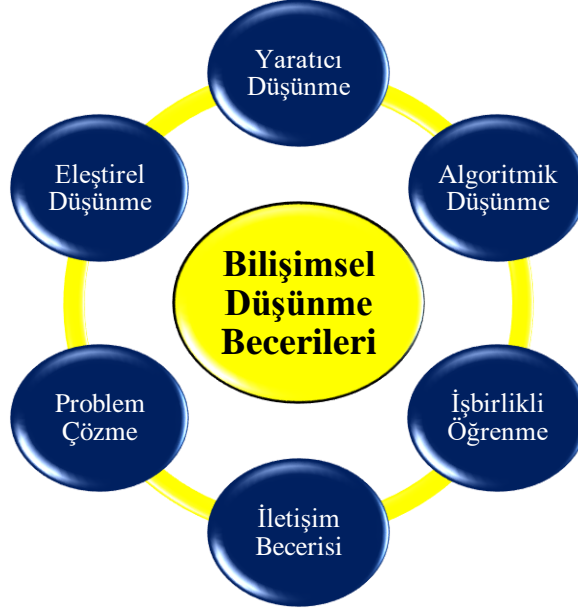 Yaratıcı
Düşünme
Algoritmik
Düşünme
İşbirlikli
Öğrenme
İletişim
Becerisi
Problem
Çözme
Eleştirel
Düşünme
Bilişimsel
Düşünme
Becerileri